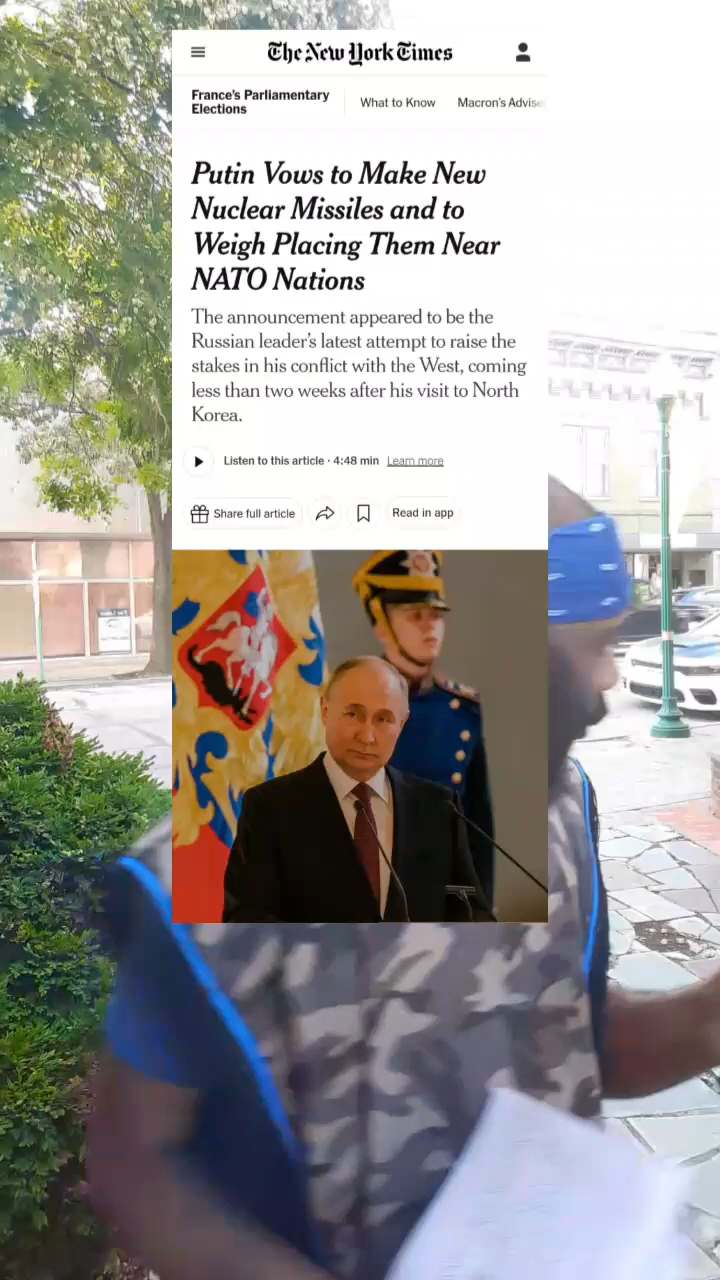 The New York Times
France's Parliamentary
Elections
What to Know
Macron's Advise
Putin Vows to Make New
Nuclear Missiles and to
Weigh Placing Them Near
NATO Nations
The announcement appeared to be the
Russian leader's latest attempt to raise the
stakes in his conflict with the West, coming
less than two weeks after his visit to North
Korea.
Listen to this article · 4:48 min Learn more
Share full article
Read in app